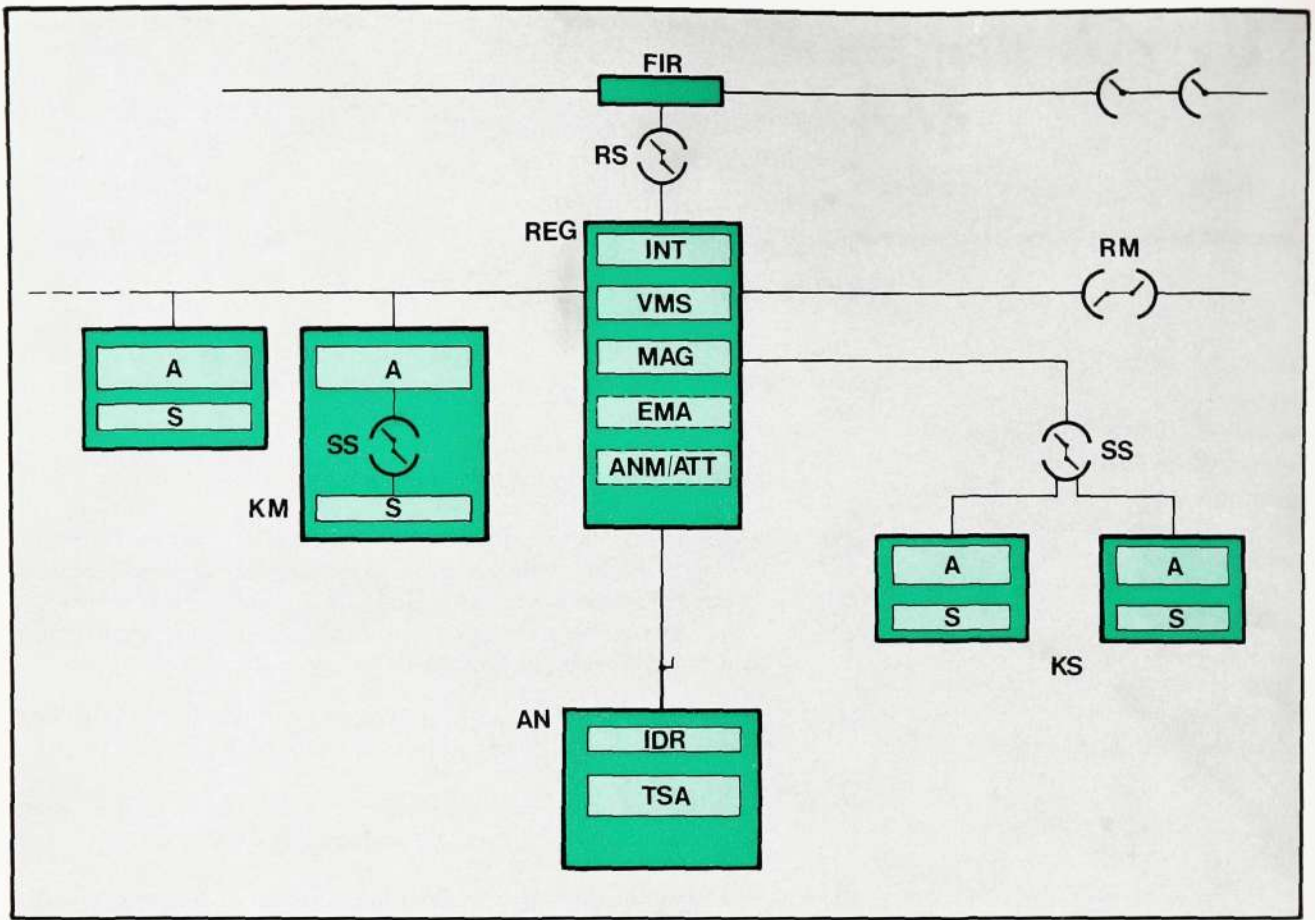 FIR
RS
REG
INT
VMS
MAG
EMA
ANM/ATT
RM
A
S
A
SS
S
KM
SS
A
S
A
S
KS
AN
IDR
TSA